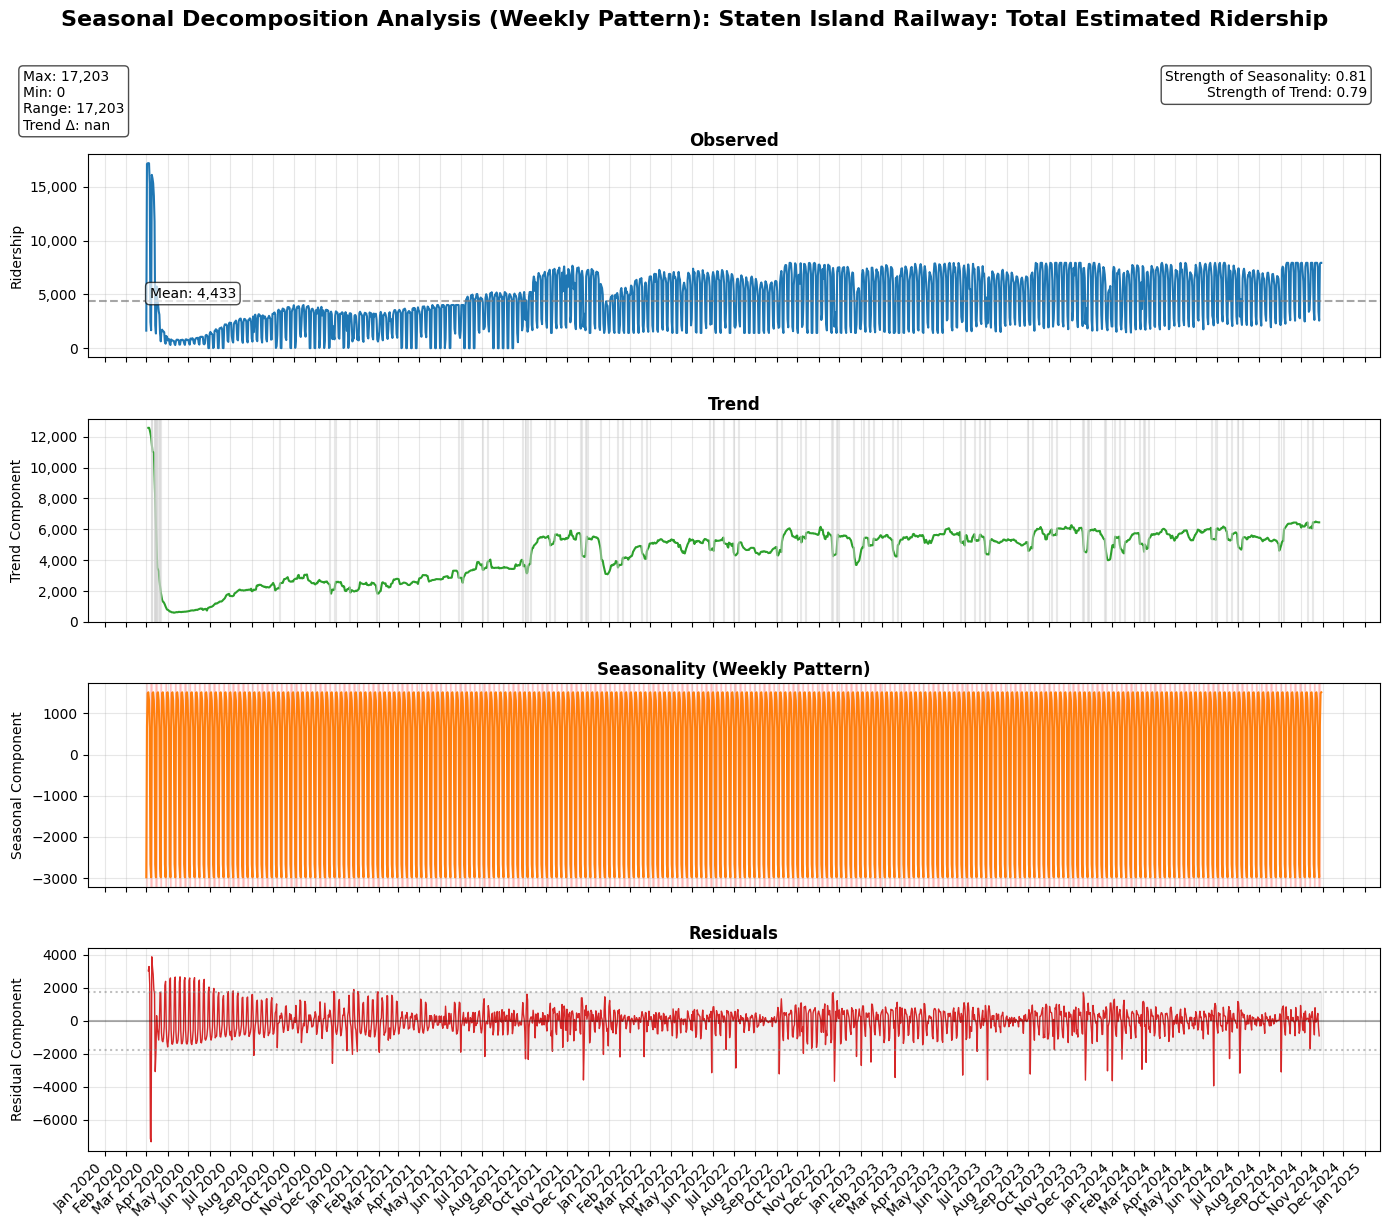 Seasonal Decomposition Analysis (Weekly Pattern): Staten Island Railway: Total Estimated Ridership
Max: 17,203
Min: 0
Range: 17,203
Trend Δ: nan
Strength of Seasonality: 0.81
Strength of Trend: 0.79
Observed
Ridership
15,000
10,000
5,000
0
Mean: 4,433
Trend
Trend Component
12,000
10,000
8,000
6,000
4,000
2,000
0
Seasonality (Weekly Pattern)
Seasonal Component
1000
0
−1000
−2000
−3000
Residuals
Residual Component
4000
2000
0
−2000
−4000
−6000
Jan 2020
Feb 2020
Mar 2020
Apr 2020
May 2020
Jun 2020
Jul 2020
Aug 2020
Sep 2020
Oct 2020
Nov 2020
Dec 2020
Jan 2021
Feb 2021
Mar 2021
Apr 2021
May 2021
Jun 2021
Jul 2021
Aug 2021
Sep 2021
Oct 2021
Nov 2021
Dec 2021
Jan 2022
Feb 2022
Mar 2022
Apr 2022
May 2022
Jun 2022
Jul 2022
Aug 2022
Sep 2022
Oct 2022
Nov 2022
Dec 2022
Jan 2023
Feb 2023
Mar 2023
Apr 2023
May 2023
Jun 2023
Jul 2023
Aug 2023
Sep 2023
Oct 2023
Nov 2023
Dec 2023
Jan 2024
Feb 2024
Mar 2024
Apr 2024
May 2024
Jun 2024
Jul 2024
Aug 2024
Sep 2024
Oct 2024
Nov 2024
Dec 2024
Jan 2025